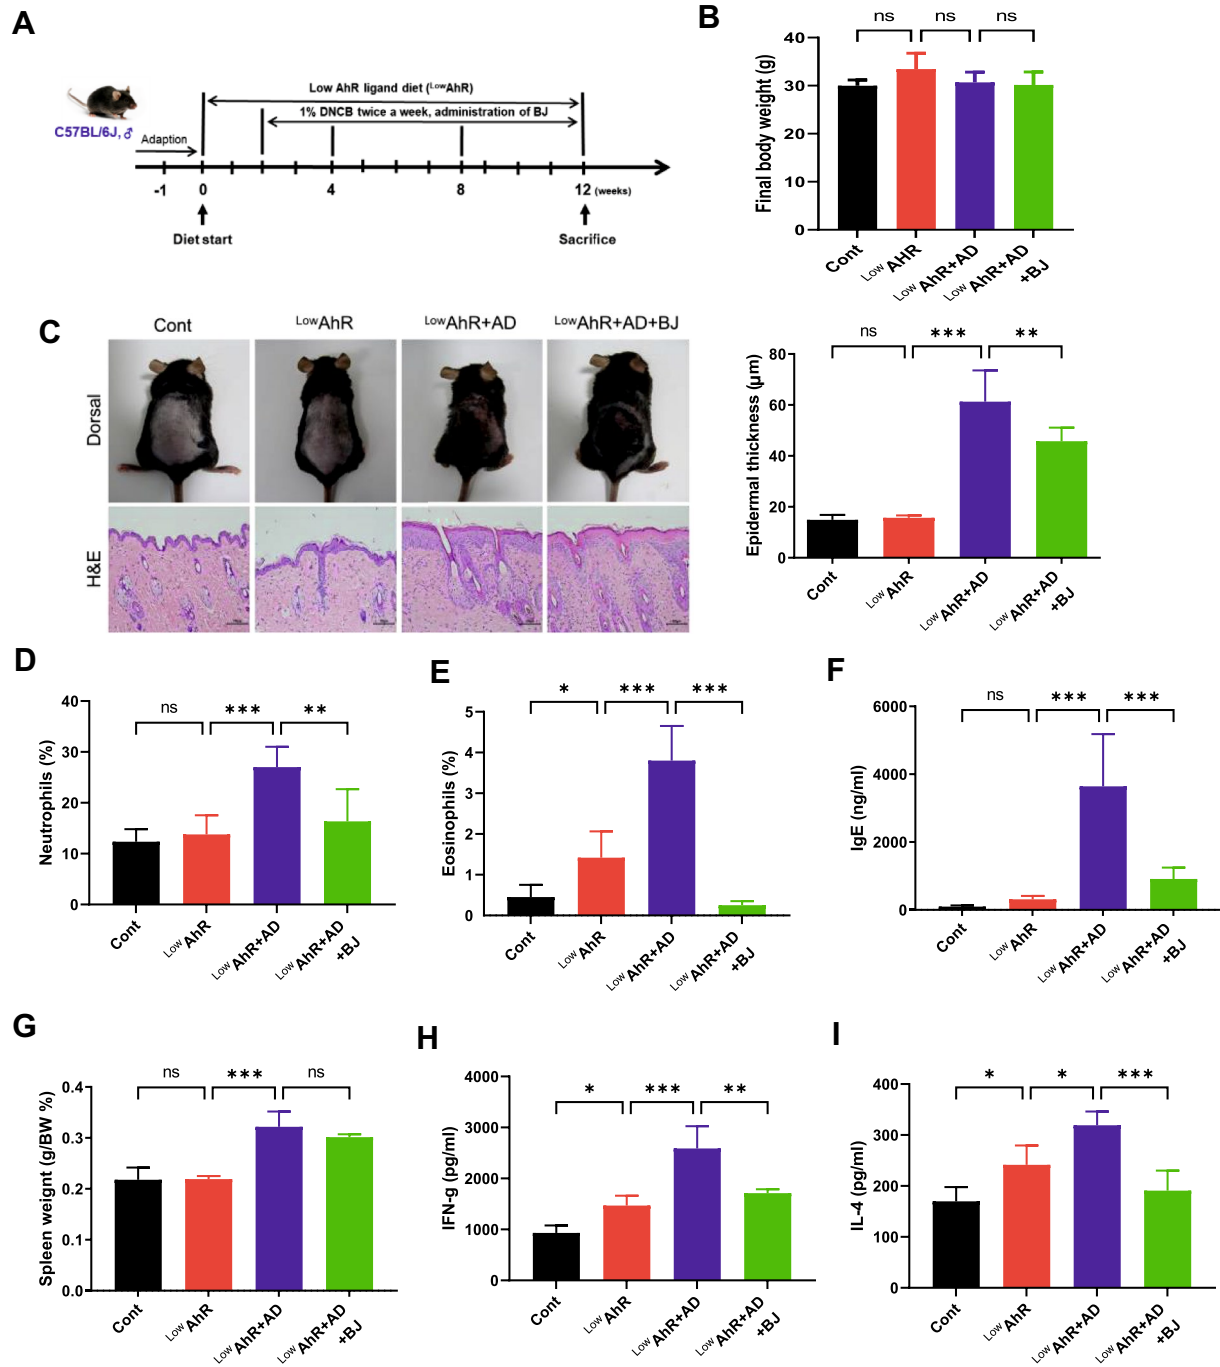 A
Low AhR ligand diet (LowAhR)
1% DNCB twice a week, administration of BJ
C57BL/6J, ♂
Adaption
-1 0 4 8 12 (weeks)
Diet start
Sacrifice
B
ns ns ns
Final body weight (g)
40
30
20
10
0
Cont
Low AHR
Low AhR+AD
Low AhR+AD
+BJ
C
Cont LowAhR LowAhR+AD LowAhR+AD+BJ
Dorsal
H&E
ns *** **
Epidermal thickness (μm)
80
60
40
20
0
Cont
Low AhR
Low AhR+AD
Low AhR+AD
+BJ
D
ns *** **
Neutrophils (%)
40
30
20
10
0
Cont
Low AhR
Low AhR+AD
Low AhR+AD
+BJ
E
* *** ***
Eosinophils (%)
5
4
3
2
1
0
Cont
Low AhR
Low AhR+AD
Low AhR+AD
+BJ
F
ns *** ***
IgE (ng/ml)
6000
4000
2000
0
Cont
Low AhR
Low AhR+AD
Low AhR+AD
+BJ
G
ns *** ns
Spleen weignt (g/BW %)
0.4
0.3
0.2
0.1
0.0
Cont
Low AhR
Low AhR+AD
Low AhR+AD
+BJ
H
* *** **
IFN-g (pg/ml)
4000
3000
2000
1000
0
Cont
Low AhR
Low AhR+AD
Low AhR+AD
+BJ
I
* * ***
IL-4 (pg/ml)
400
300
200
100
0
Cont
Low AhR
Low AhR+AD
Low AhR+AD
+BJ